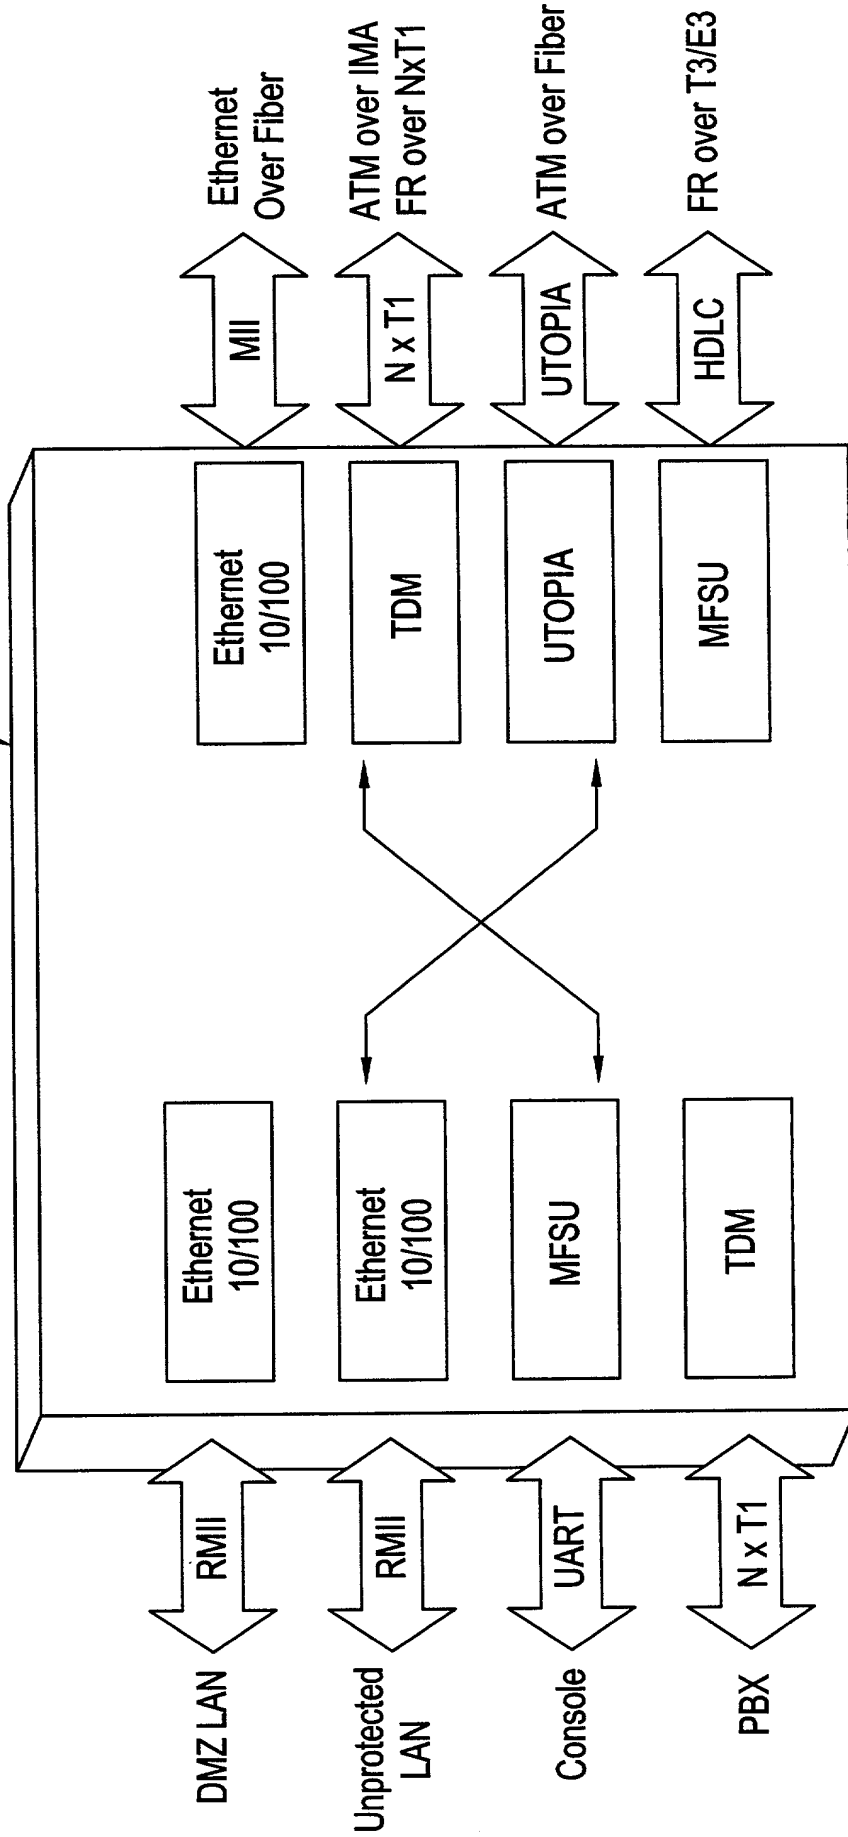 DMZ LAN
RMII
Ethernet
10/100
Ethernet
10/100
MII
Ethernet
Over Fiber
Unprotected
LAN
RMII
Ethernet
10/100
TDM
N x T1
ATM over IMA
FR over NxT1
Console
UART
MFSU
UTOPIA
UTOPIA
ATM over Fiber
PBX
N x T1
TDM
MFSU
HDLC
FR over T3/E3